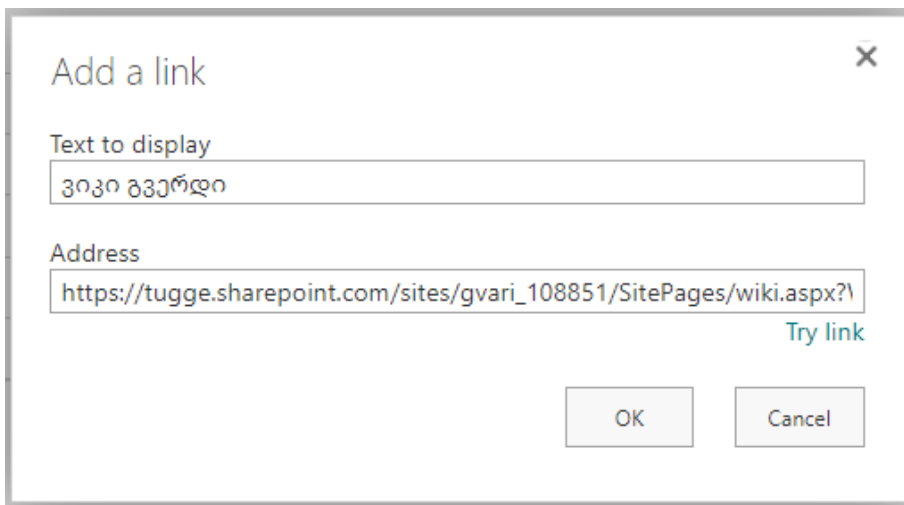 Add a link
Text to display
ვიკი გვერდი
Address
https://tugge.sharepoint.com/sites/gvari_108851/SitePages/wiki.aspx?
Try link
OK
Cancel